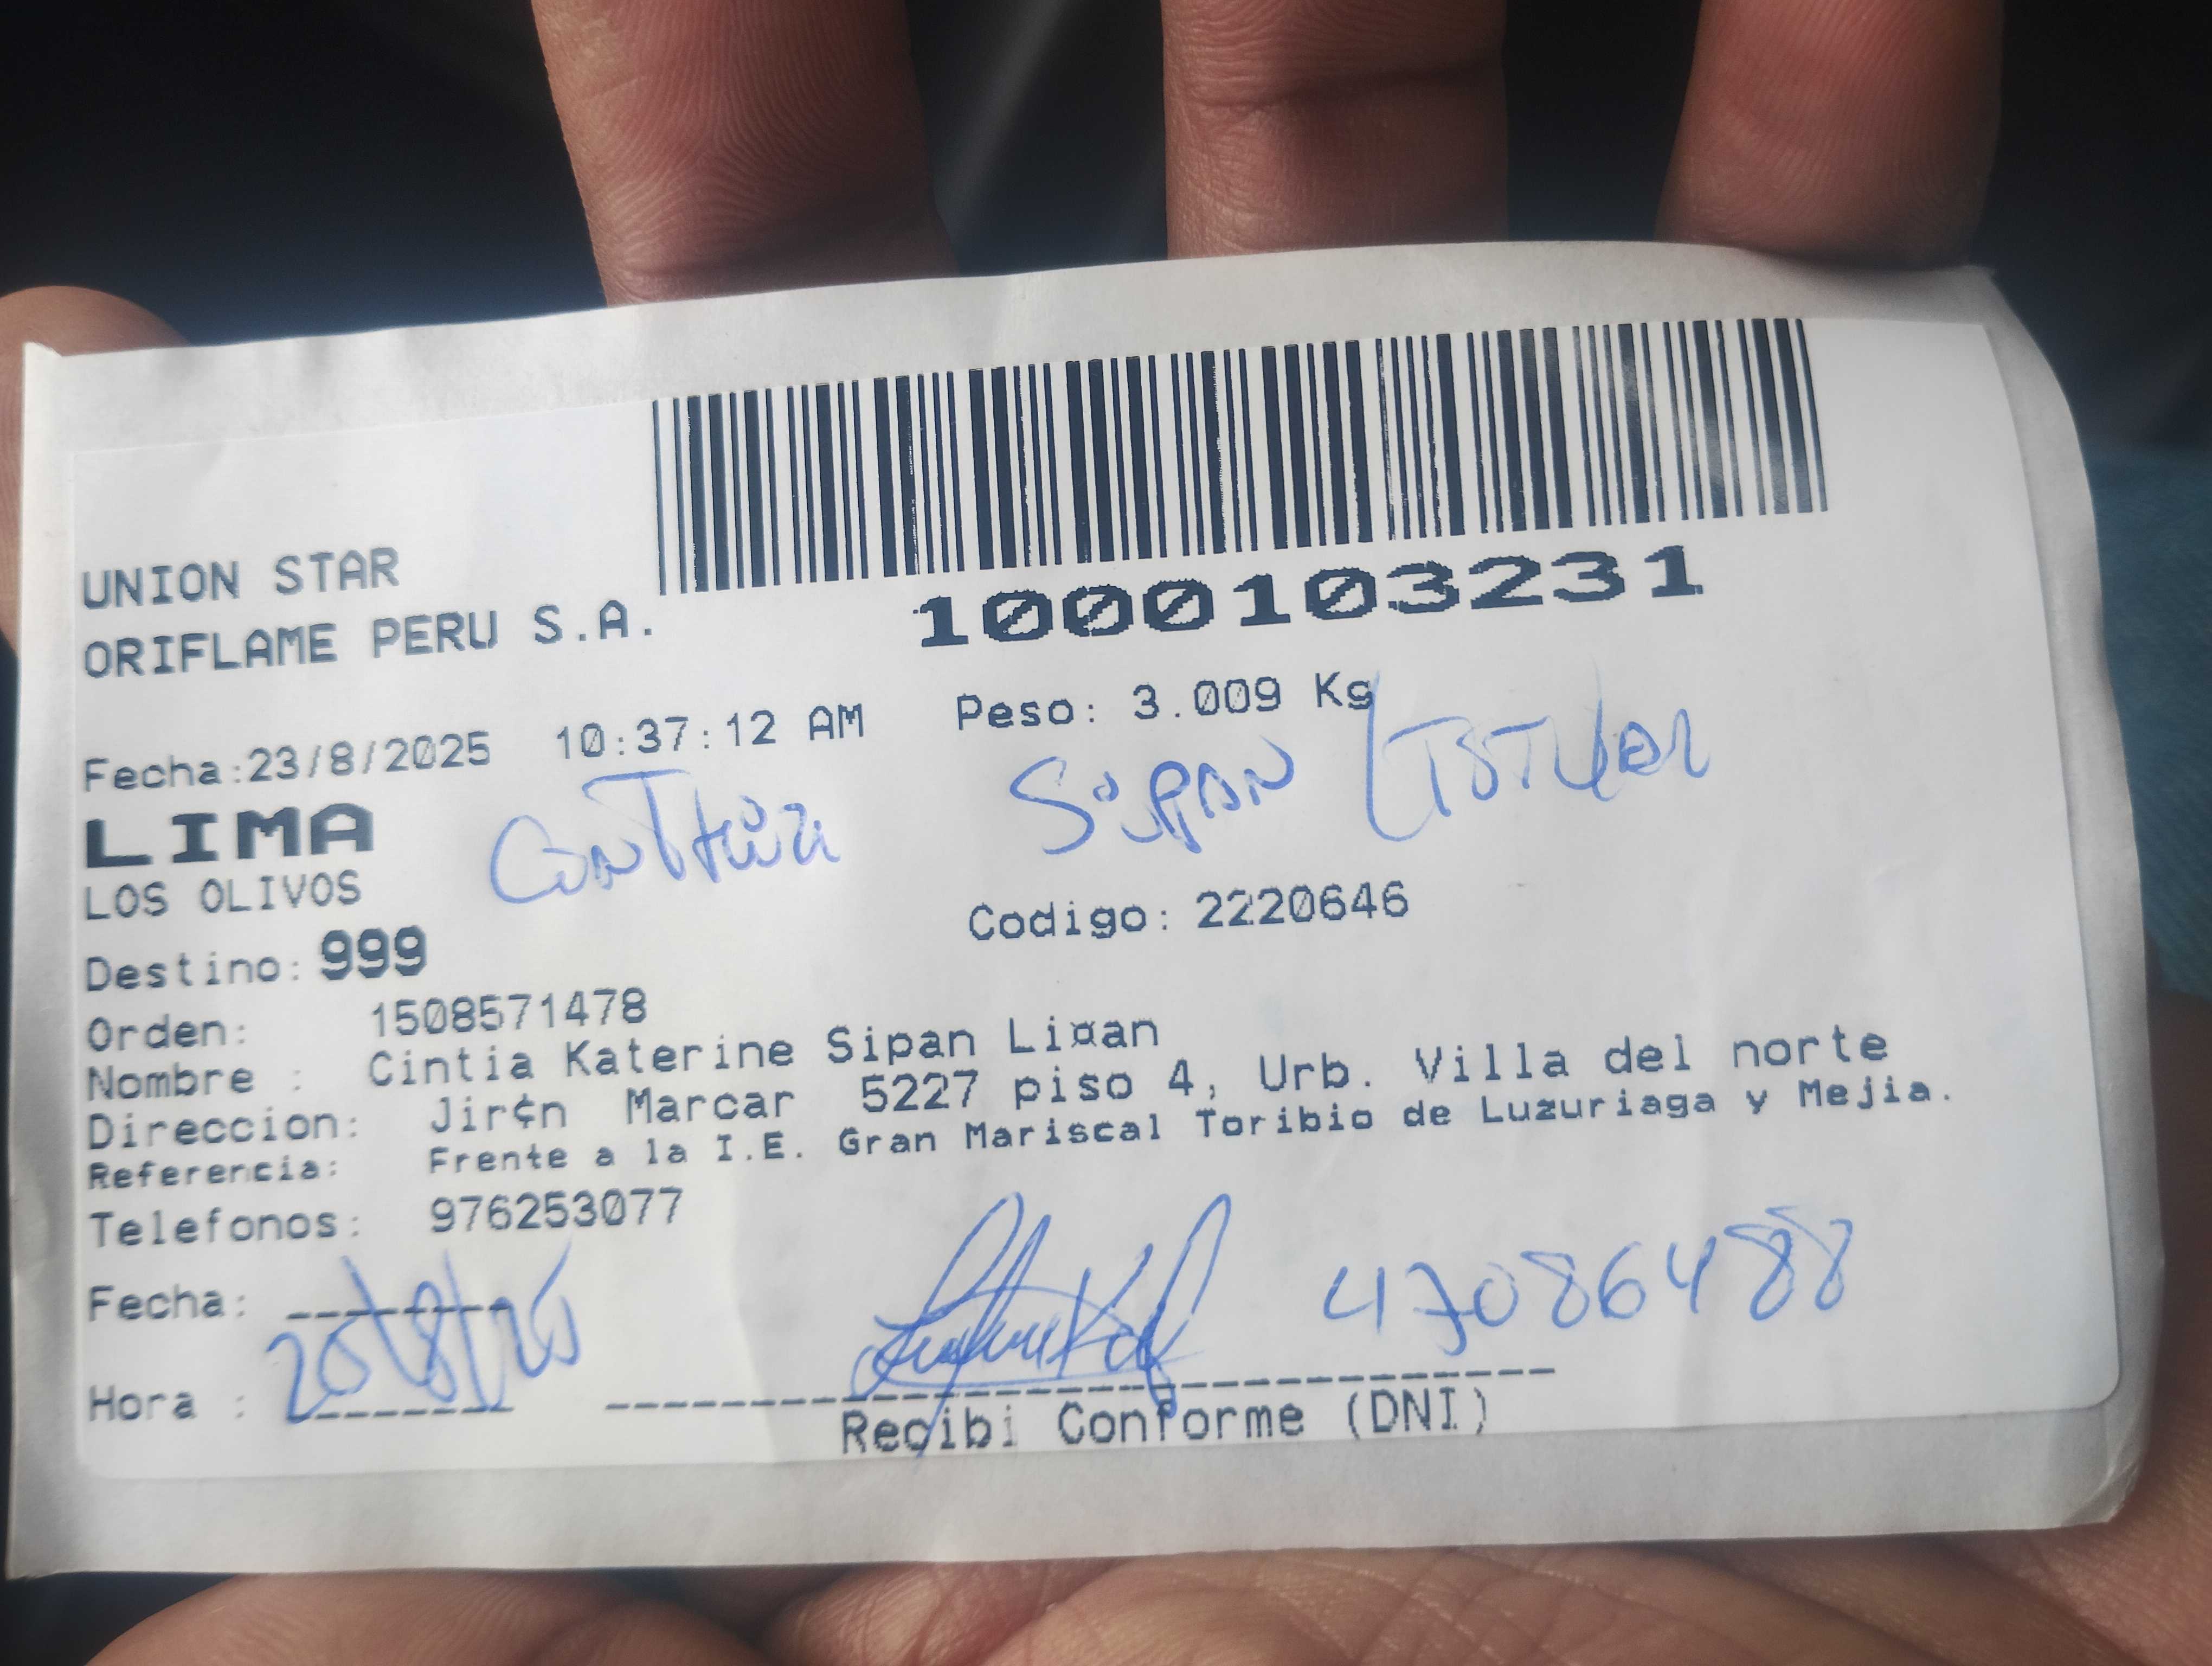 1000103231
UNION STAR
ORIFLAME PERU S.A.
Fecha:23/8/2025 10:37:12 AM Peso: 3.009 Kg
LIMA
SiPAN
LOS OLIVOS
Codigo: 2220646
Destino: 999
Orden: 1508571478
Nombre : Cintia Katerine Sipan Li¤an
Direccion: Jir¢n Marcar 5227 piso 4, Urb. Villa del norte
Referencia: Frente a la I.E. Gran Mariscal Toribio de Luzuriaga y Mejia.
Telefonos: 976253077
Fecha:
47086488
Hora :
Recibi Conforme (DNI)